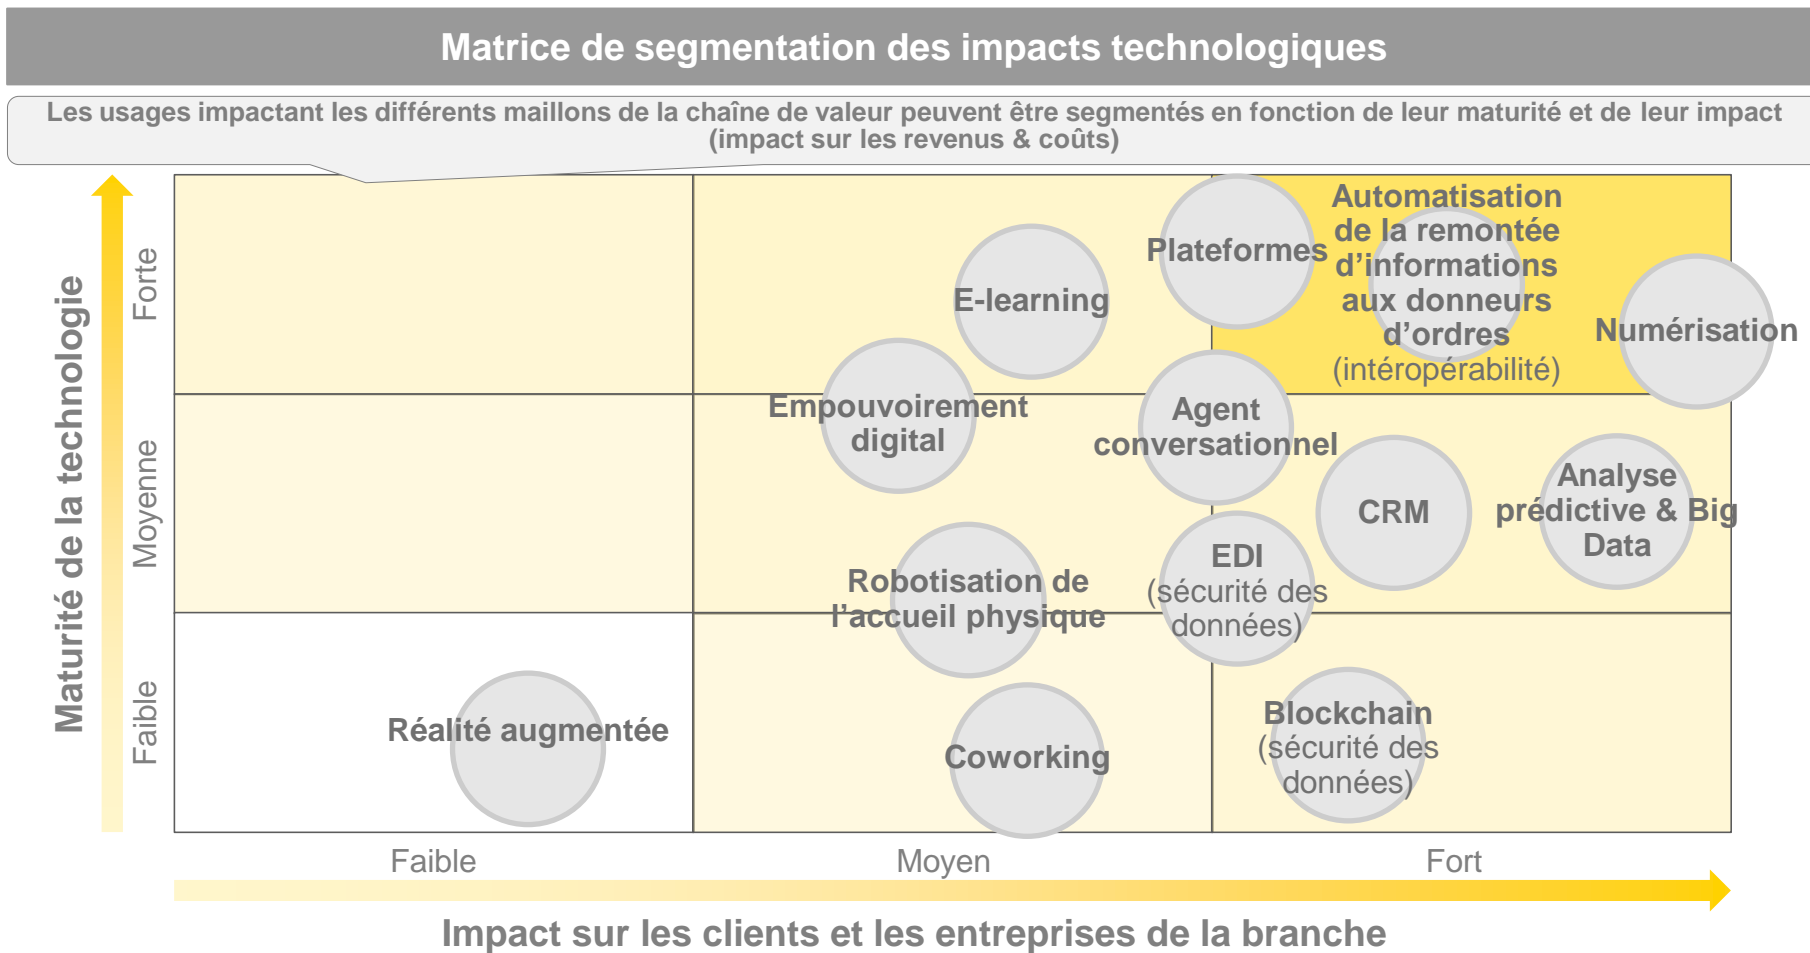 Matrice de segmentation des impacts technologiques
Les usages impactant les différents maillons de la chaîne de valeur peuvent être segmentés en fonction de leur maturité et de leur impact
(impact sur les revenus & coûts)
Maturité de la technologie
Forte
Moyenne
Faible
Automatisation
de la remontée
d’informations
aux donneurs
d’ordres
(intéropérabilité)
Plateformes
E-learning
Numérisation
Empouvoirement
digital
Agent
conversationnel
CRM
Analyse
prédictive & Big
Data
EDI
(sécurité des
données)
Robotisation de
l’accueil physique
Réalité augmentée
Coworking
Blockchain
(sécurité des
données)
Faible
Moyen
Fort
Impact sur les clients et les entreprises de la branche